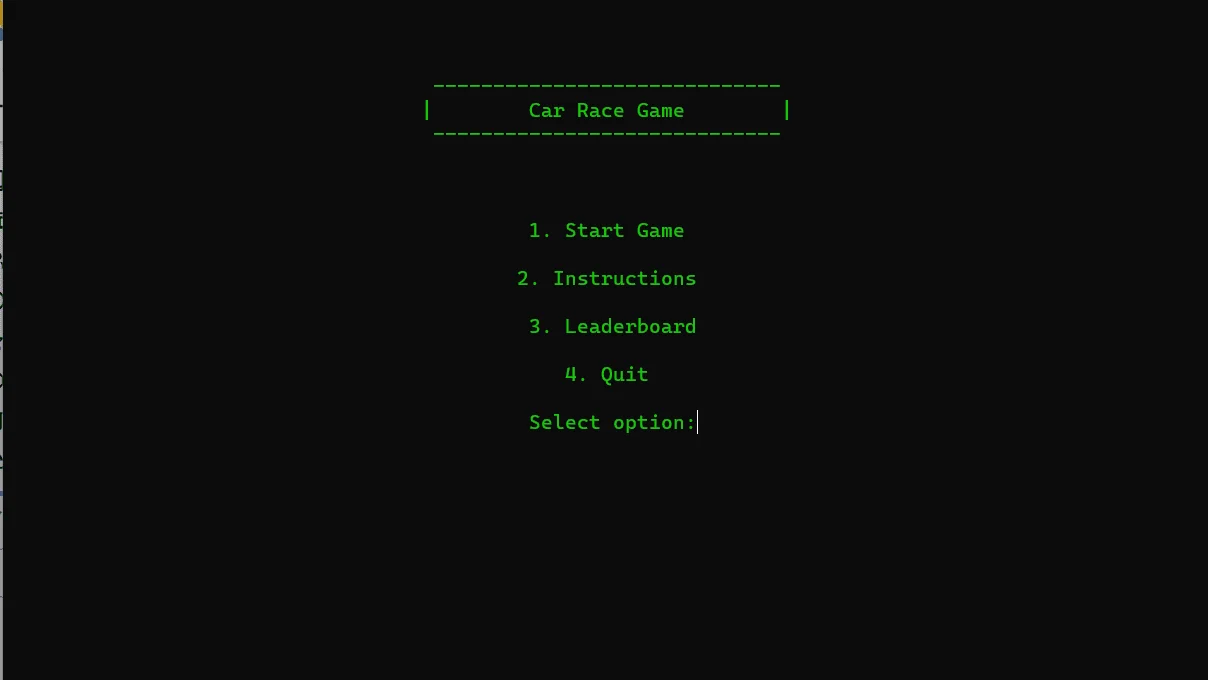 -----------------------------
| Car Race Game |
-----------------------------
1. Start Game
2. Instructions
3. Leaderboard
4. Quit
Select option: